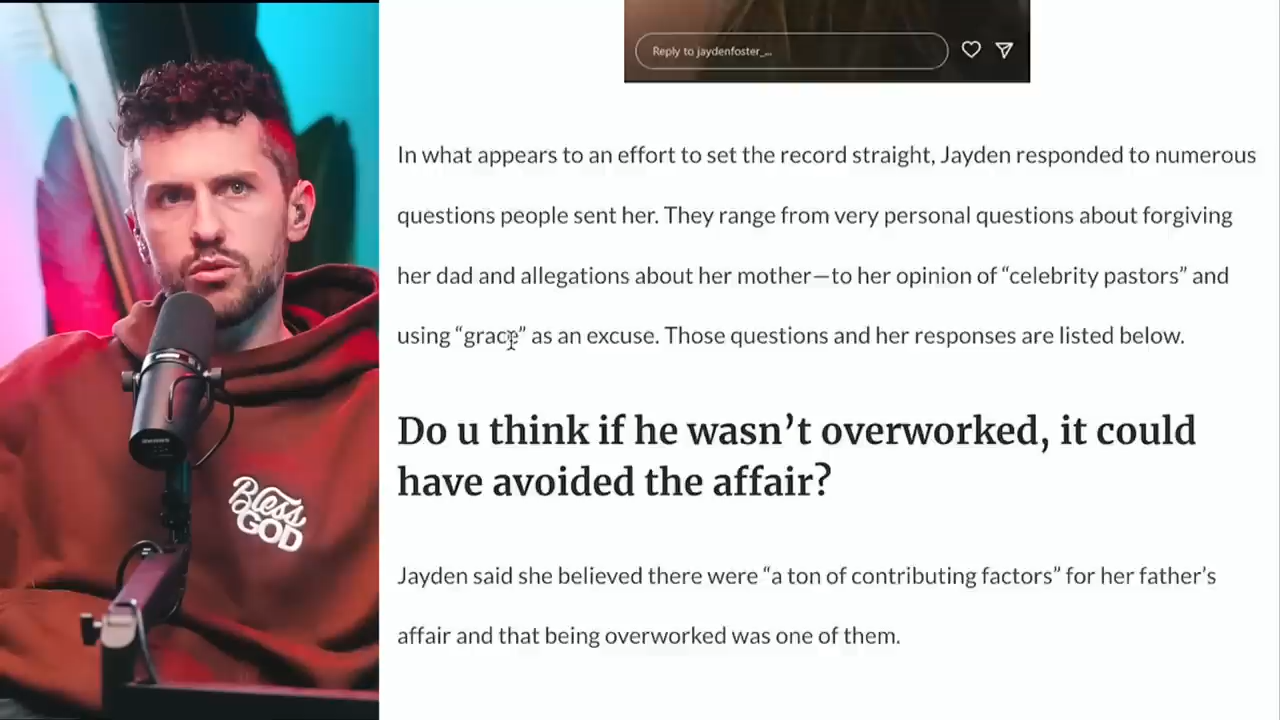 Reply to jaydenfoster_...
In what appears to an effort to set the record straight, Jayden responded to numerous
questions people sent her. They range from very personal questions about forgiving
her dad and allegations about her mother—to her opinion of “celebrity pastors” and
using “grace” as an excuse. Those questions and her responses are listed below.
Do u think if he wasn’t overworked, it could
have avoided the affair?
Jayden said she believed there were “a ton of contributing factors” for her father’s
affair and that being overworked was one of them.
Bless
GOD